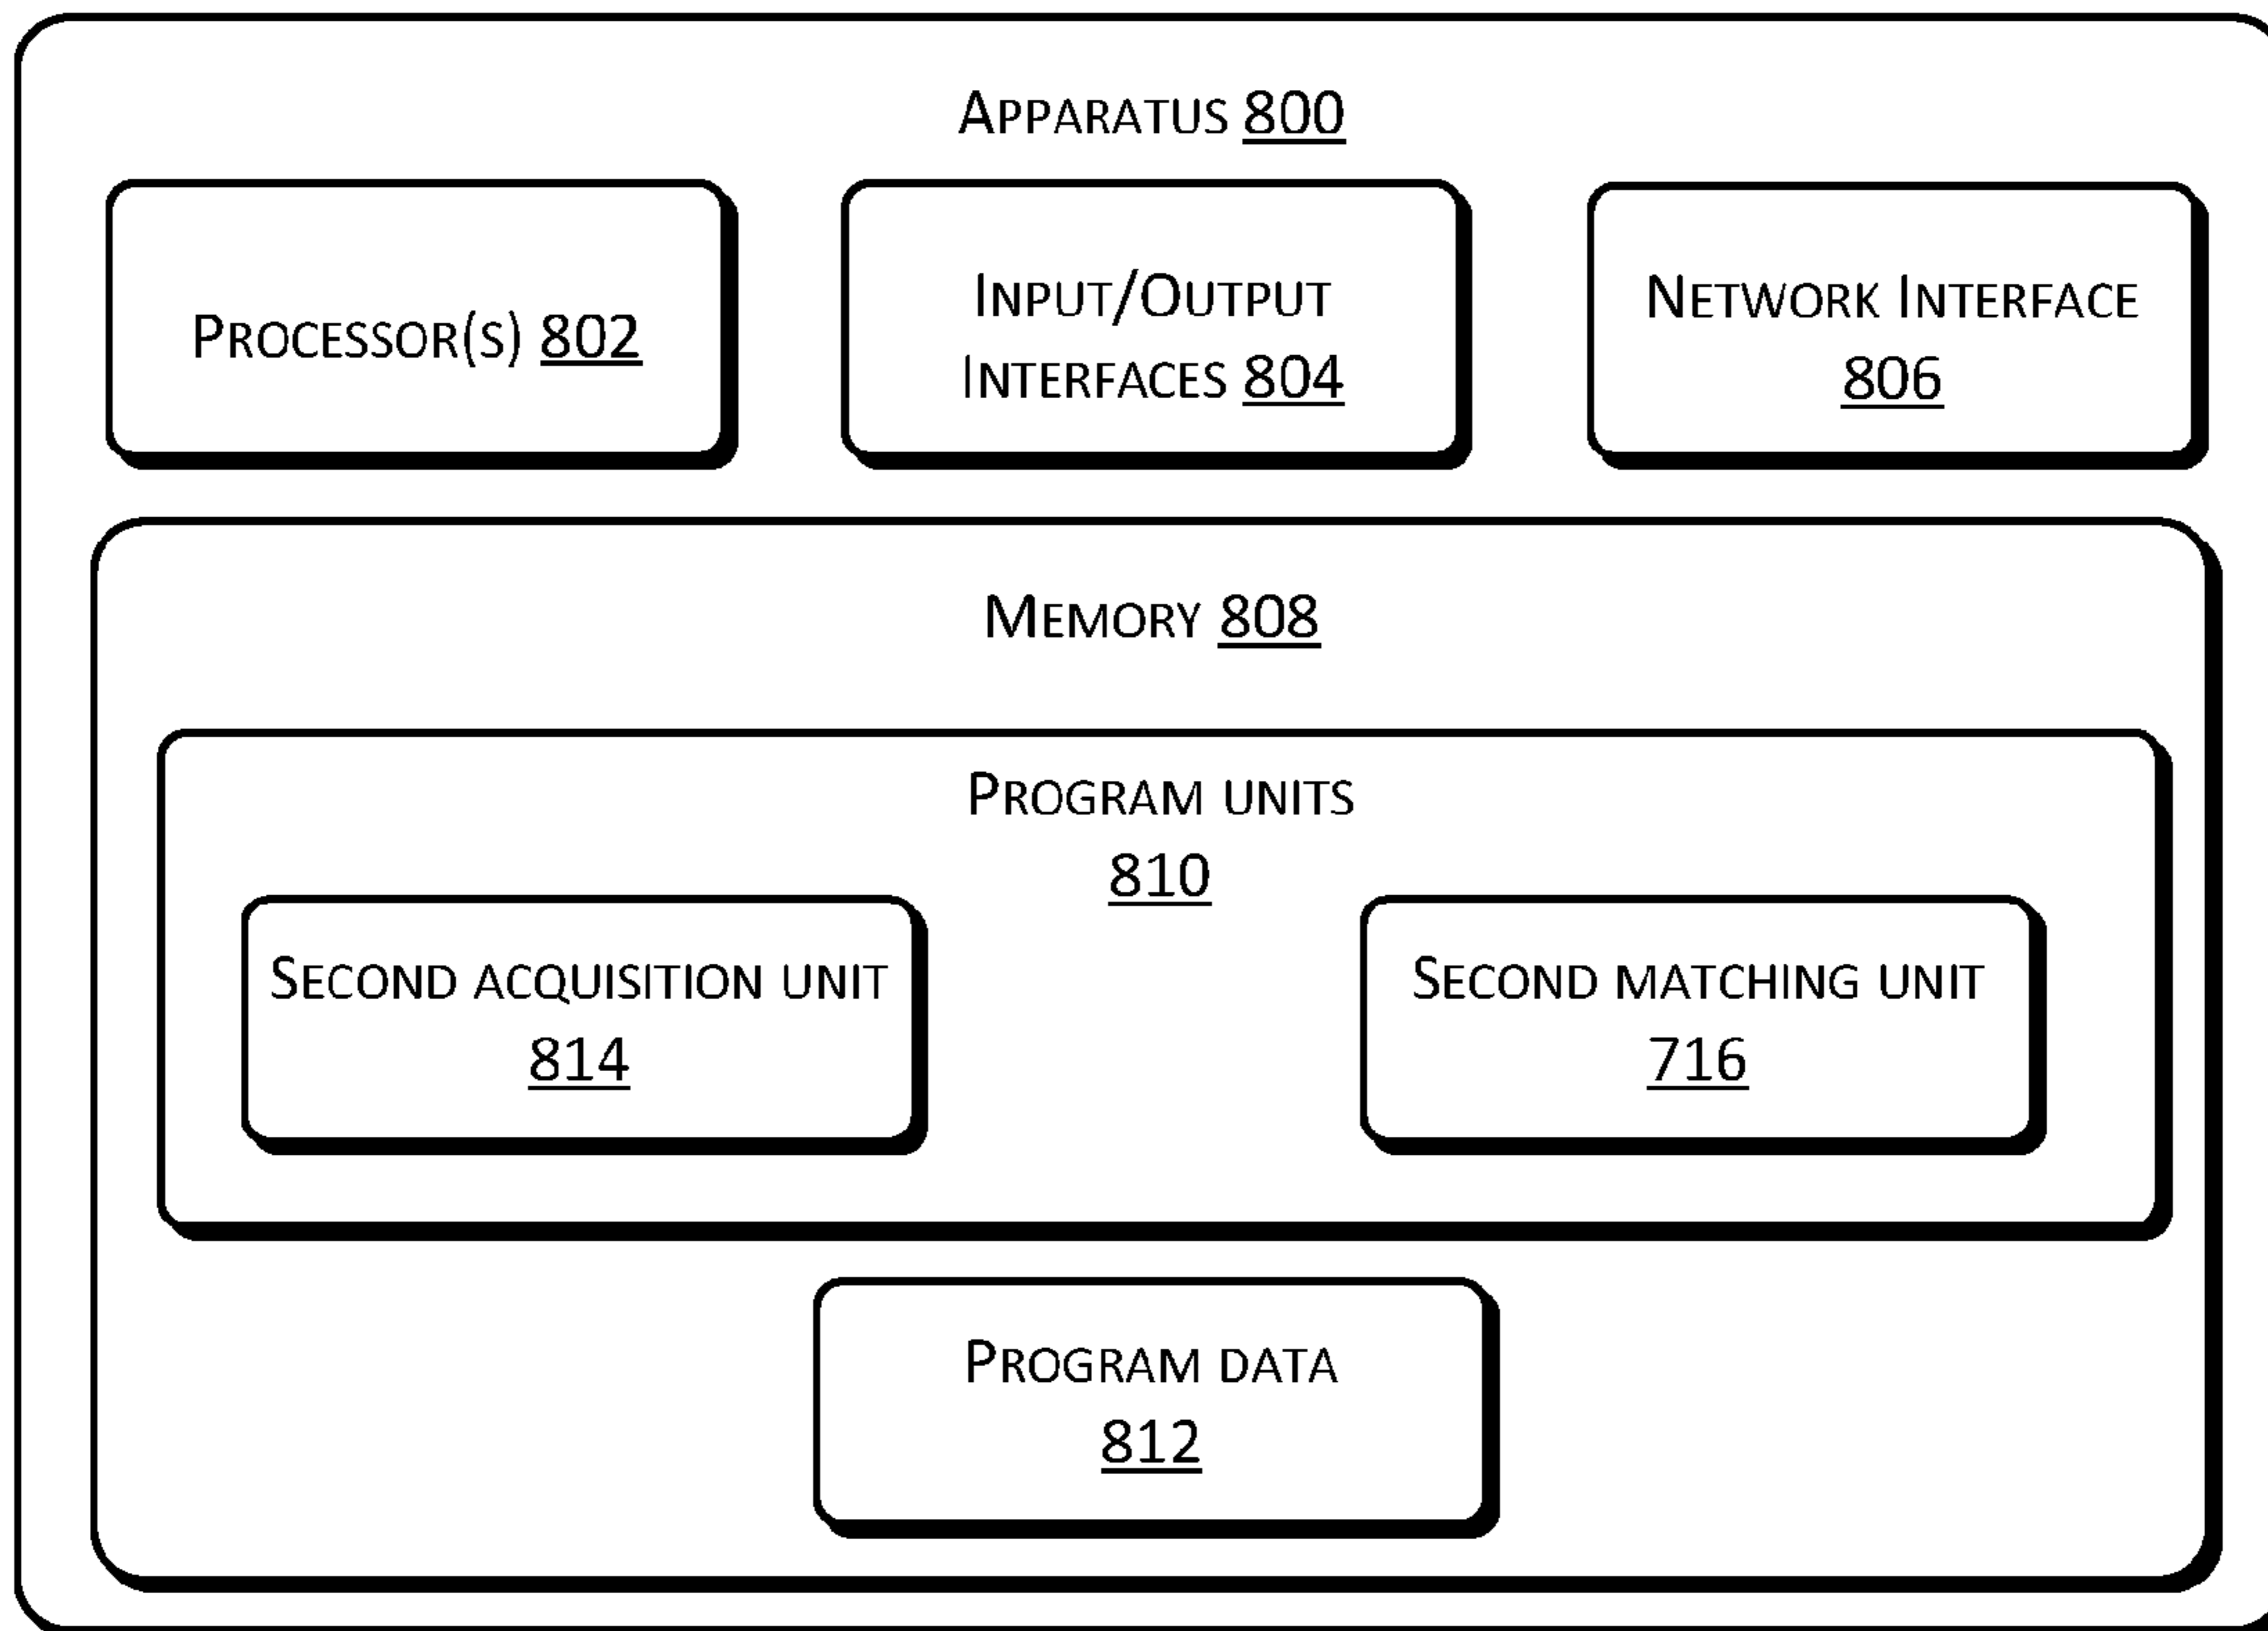 APPARATUS 800
PROCESSOR(S) 802
INPUT/OUTPUT
INTERFACES 804
NETWORK INTERFACE
806
MEMORY 808
PROGRAM UNITS
810
SECOND ACQUISITION UNIT
814
SECOND MATCHING UNIT
716
PROGRAM DATA
812